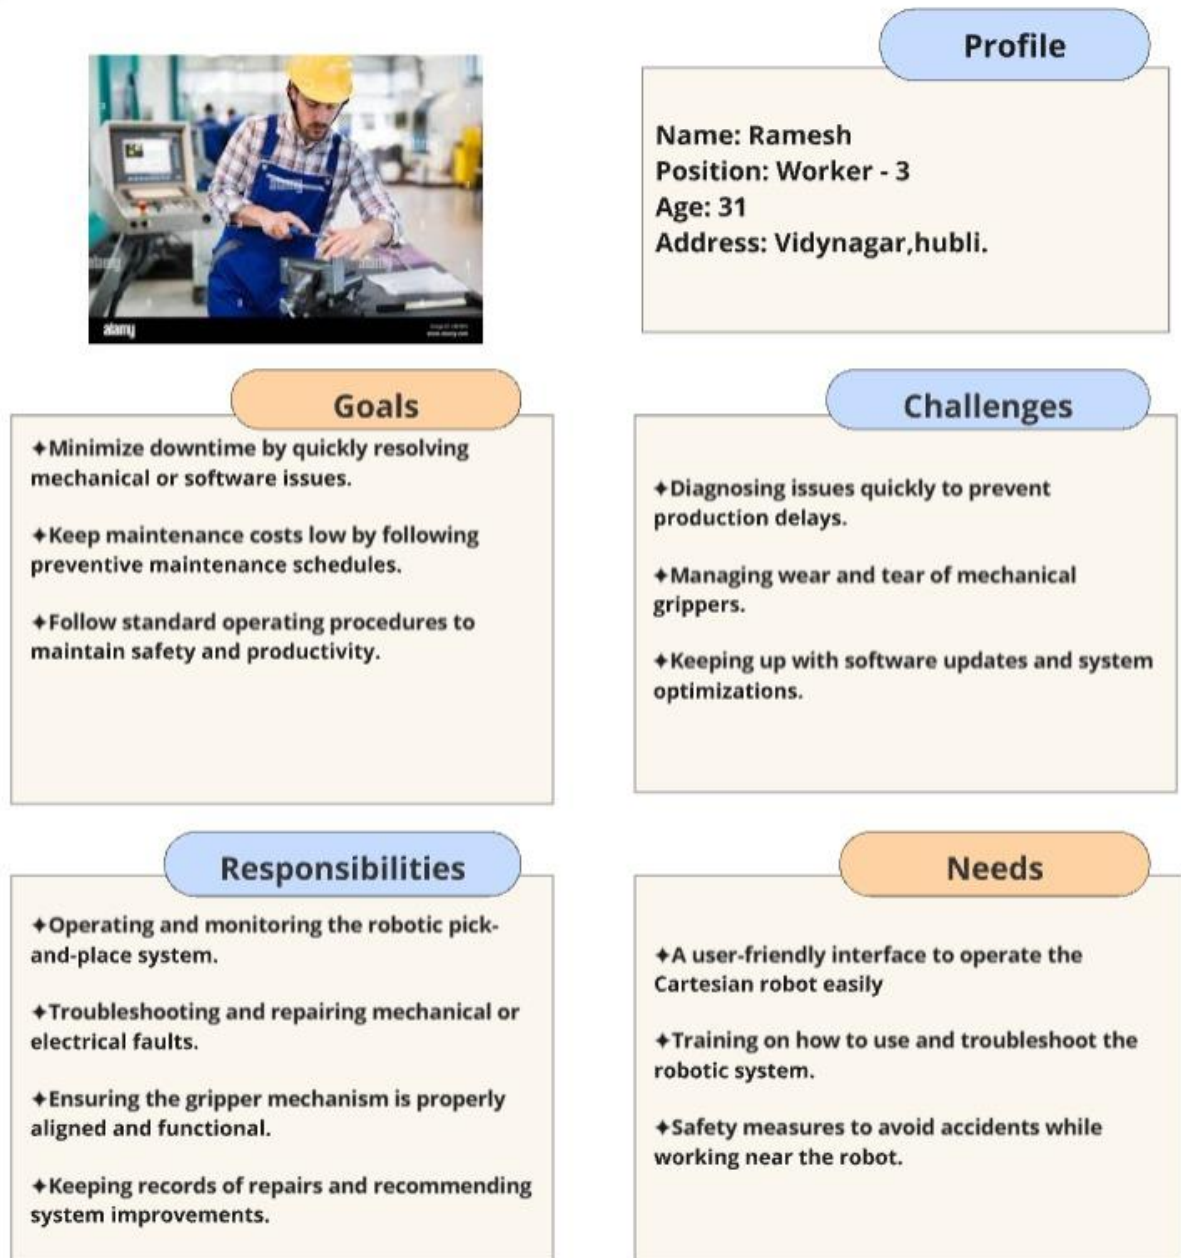 Profile
Name: Ramesh
Position: Worker - 3
Age: 31
Address: Vidynagar,hubli.
alamy
alamy
alamy
alamy
Goals
✦Minimize downtime by quickly resolving
mechanical or software issues.
✦Keep maintenance costs low by following
preventive maintenance schedules.
✦Follow standard operating procedures to
maintain safety and productivity.
Challenges
✦Diagnosing issues quickly to prevent
production delays.
✦Managing wear and tear of mechanical
grippers.
✦Keeping up with software updates and system
optimizations.
Responsibilities
✦Operating and monitoring the robotic pick-
and-place system.
✦Troubleshooting and repairing mechanical or
electrical faults.
✦Ensuring the gripper mechanism is properly
aligned and functional.
✦Keeping records of repairs and recommending
system improvements.
Needs
✦A user-friendly interface to operate the
Cartesian robot easily
✦Training on how to use and troubleshoot the
robotic system.
✦Safety measures to avoid accidents while
working near the robot.